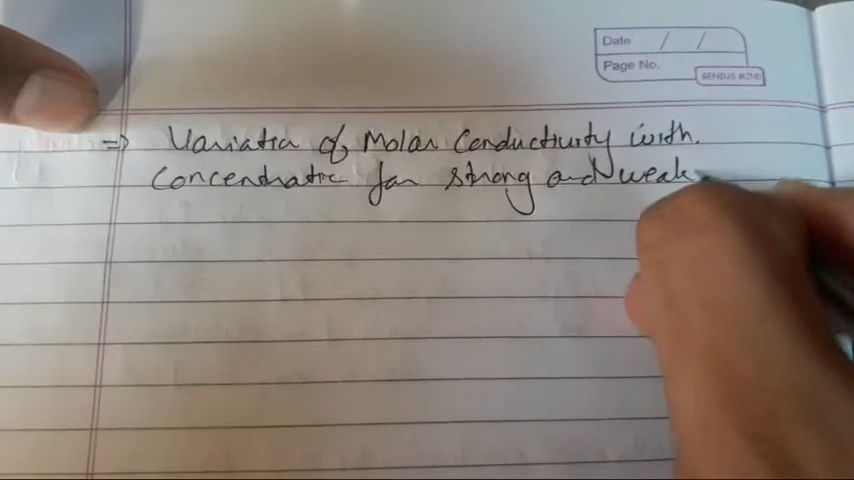 Date / /
Page No.
GENIUS MIND
=> Variation of Molar Conductivity with.
Concentration for strong and weak